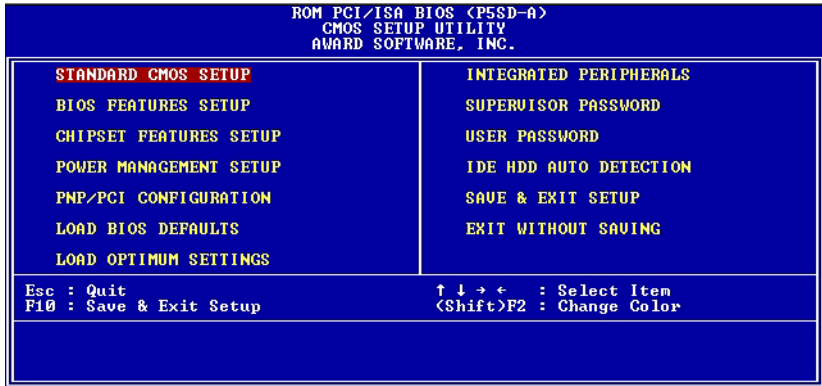 ROM PCI/ISA BIOS (P5SD-A)
CMOS SETUP UTILITY
AWARD SOFTWARE, INC.
STANDARD CMOS SETUP
BIOS FEATURES SETUP
CHIPSET FEATURES SETUP
POWER MANAGEMENT SETUP
PNP/PCI CONFIGURATION
LOAD BIOS DEFAULTS
LOAD OPTIMUM SETTINGS
INTEGRATED PERIPHERALS
SUPERVISOR PASSWORD
USER PASSWORD
IDE HDD AUTO DETECTION
SAVE & EXIT SETUP
EXIT WITHOUT SAVING
Esc : Quit
F10 : Save & Exit Setup
↑ ↓ → ← : Select Item
(Shift)F2 : Change Color